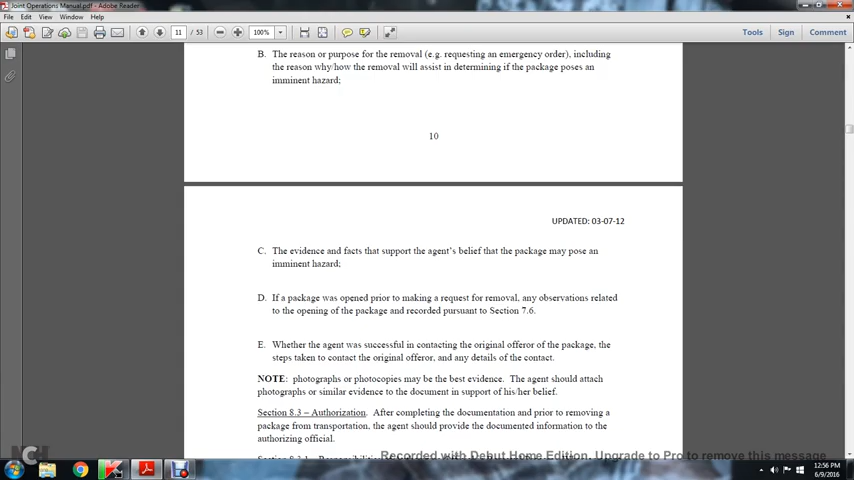 Joint Operations Manual.pdf - Adobe Reader
File Edit View Window Help
11 / 53 100% Tools Sign Comment
B. The reason or purpose for the removal (e.g. requesting an emergency order), including
the reason why/how the removal will assist in determining if the package poses an
imminent hazard;
10
UPDATED: 03-07-12
C. The evidence and facts that support the agent's belief that the package may pose an
imminent hazard;
D. If a package was opened prior to making a request for removal, any observations related
to the opening of the package and recorded pursuant to Section 7.6.
E. Whether the agent was successful in contacting the original offeror of the package, the
steps taken to contact the original offeror, and any details of the contact.
NOTE: photographs or photocopies may be the best evidence. The agent should attach
photographs or similar evidence to the document in support of his/her belief.
Section 8.3 – Authorization. After completing the documentation and prior to removing a
package from transportation, the agent should provide the documented information to the
authorizing official.
NCH
Recorded with Debut Home Edition. Upgrade to Pro to remove this message
12:56 PM
6/9/2016